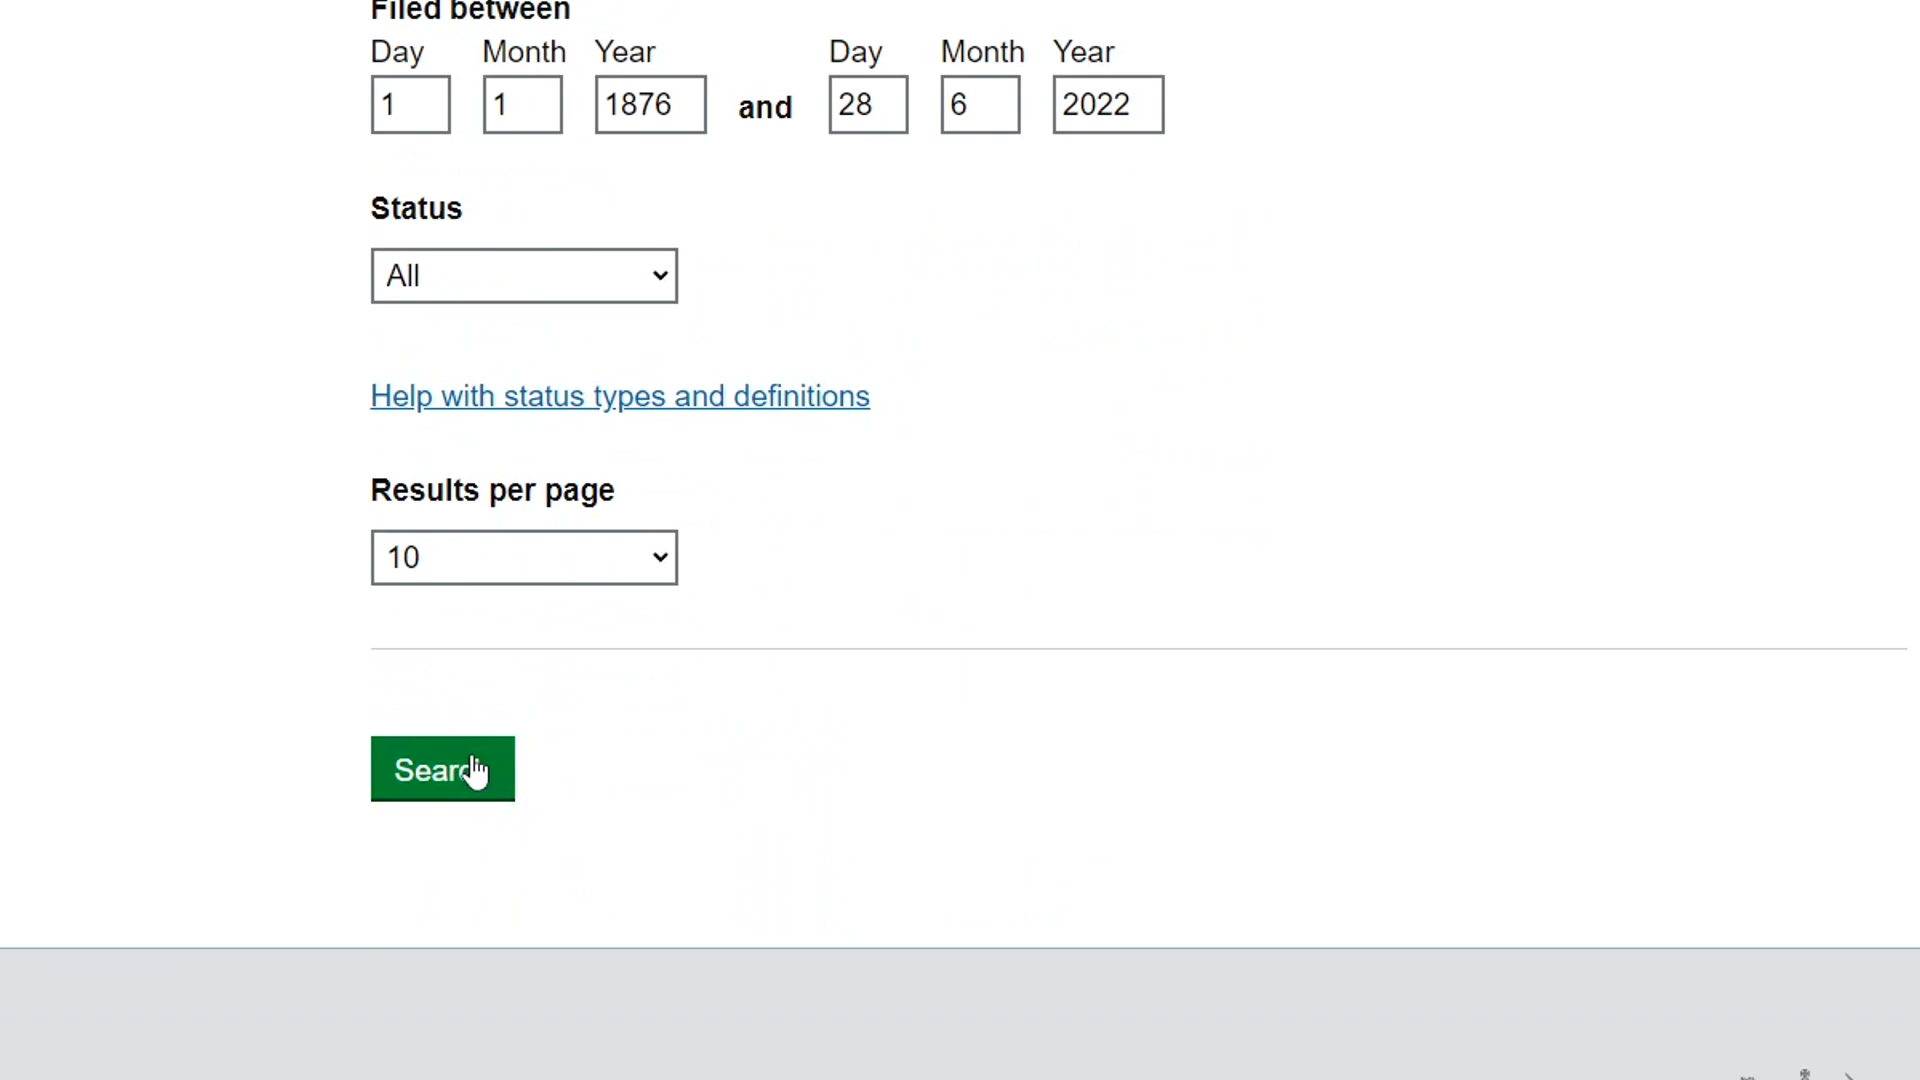 Filed between
Day Month Year Day Month Year
1 1 1876 and 28 6 2022
Status
All
Help with status types and definitions
Results per page
10
Search